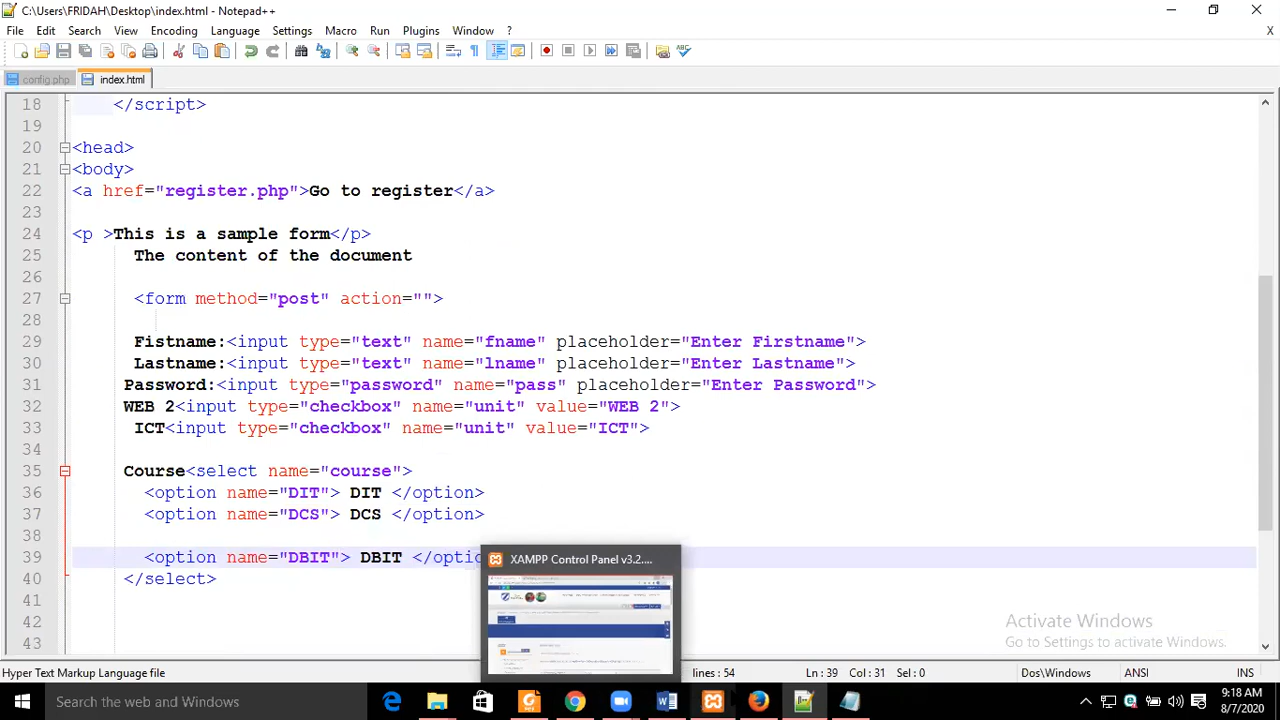 C:\Users\FRIDAH\Desktop\index.html - Notepad++
File Edit Search View Encoding Language Settings Macro Run Plugins Window ? X
config.php index.html
18 </script>
19
20 <head>
21 <body>
22 <a href="register.php">Go to register</a>
23
24 <p >This is a sample form</p>
25 The content of the document
26
27 <form method="post" action="">
28
29 Fistname:<input type="text" name="fname" placeholder="Enter Firstname">
30 Lastname:<input type="text" name="lname" placeholder="Enter Lastname">
31 Password:<input type="password" name="pass" placeholder="Enter Password">
32 WEB 2<input type="checkbox" name="unit" value="WEB 2">
33 ICT<input type="checkbox" name="unit" value="ICT">
34
35 Course<select name="course">
36 <option name="DIT"> DIT </option>
37 <option name="DCS"> DCS </option>
38
39 <option name="DBIT"> DBIT </optio
XAMPP Control Panel v3.2....
40 </select>
41
42
43
Activate Windows
Go to Settings to activate Windows.
Hyper Text Markup Language file lines : 54 Ln : 39 Col : 31 Sel : 0 Dos\Windows ANSI INS
Search the web and Windows
9:18 AM
8/7/2020